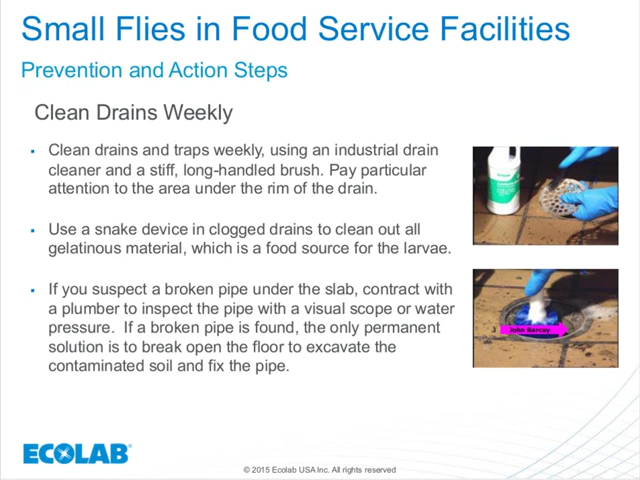 Small Flies in Food Service Facilities
Prevention and Action Steps
Clean Drains Weekly
▪ Clean drains and traps weekly, using an industrial drain
cleaner and a stiff, long-handled brush. Pay particular
attention to the area under the rim of the drain.
▪ Use a snake device in clogged drains to clean out all
gelatinous material, which is a food source for the larvae.
▪ If you suspect a broken pipe under the slab, contract with
a plumber to inspect the pipe with a visual scope or water
pressure. If a broken pipe is found, the only permanent
solution is to break open the floor to excavate the
contaminated soil and fix the pipe.
3 John Barcay
ECOLAB®
© 2015 Ecolab USA Inc. All rights reserved